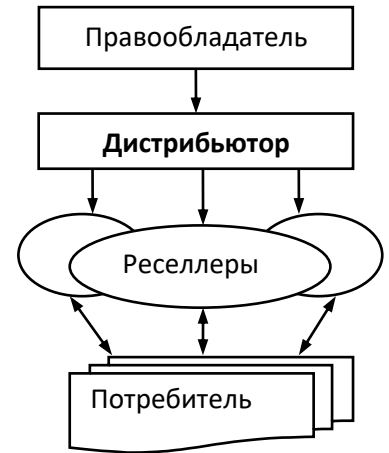 Правообладатель
Дистрибьютор
Реселлеры
Потребитель